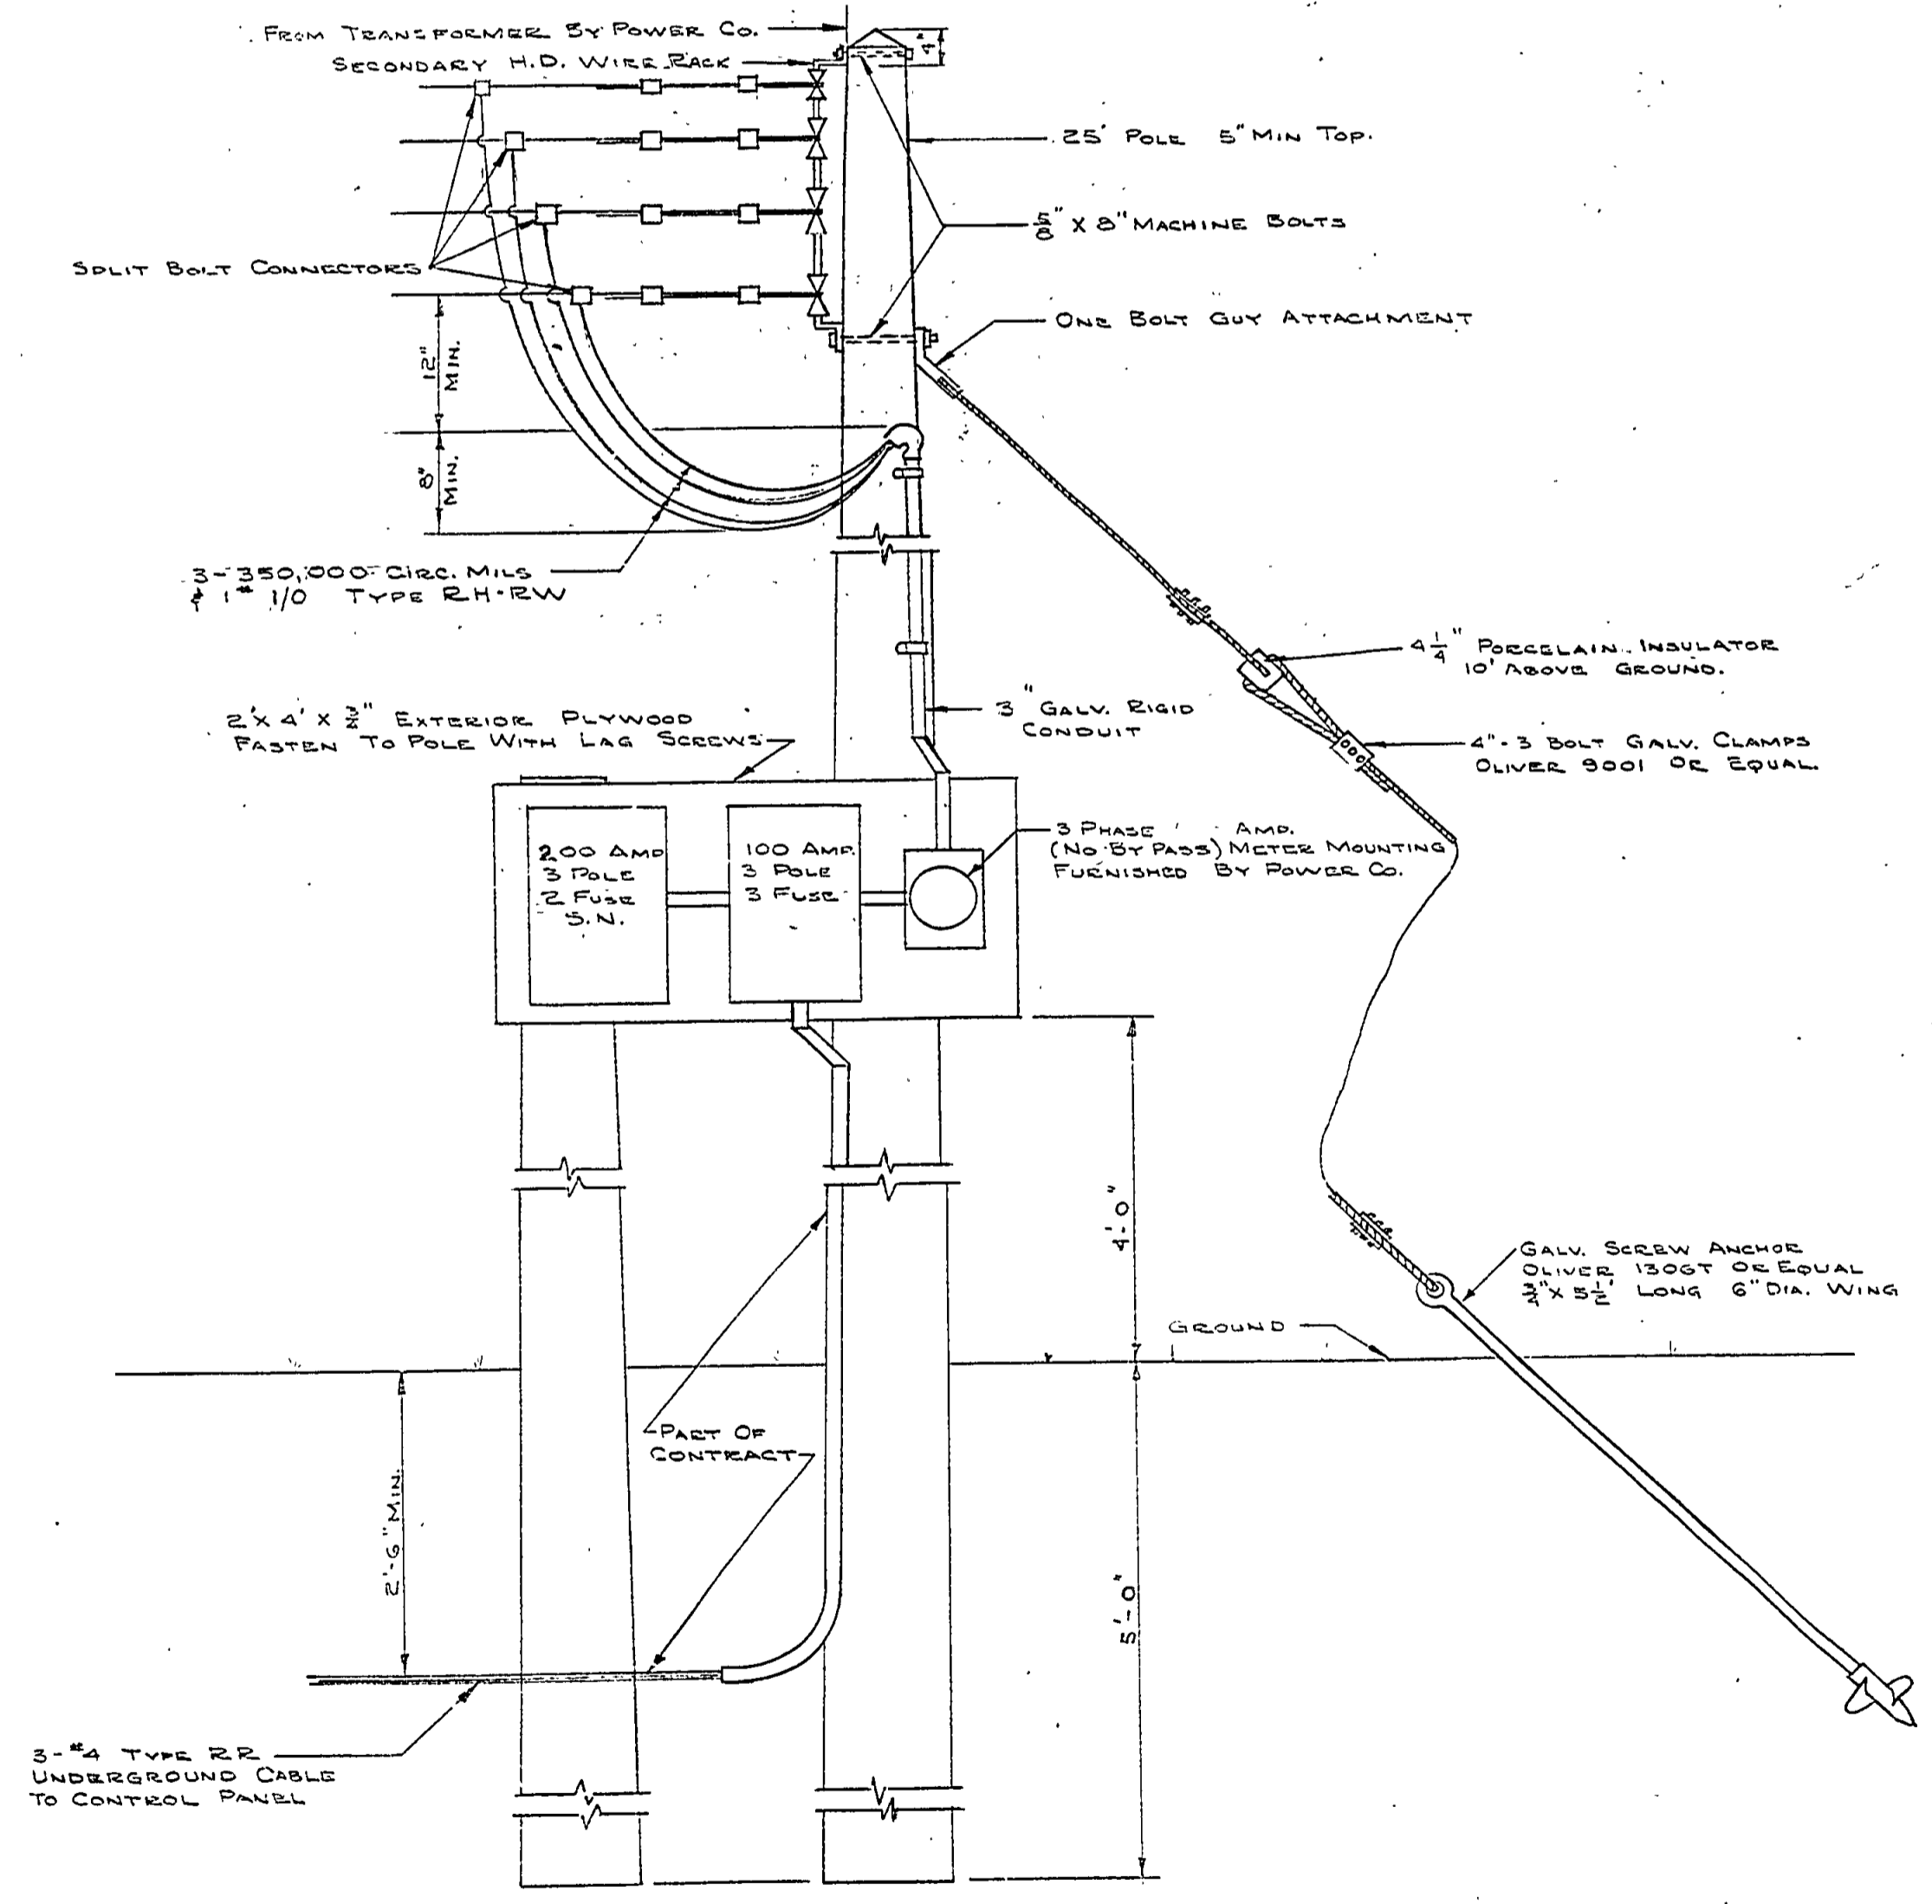 FROM TRANSFORMER BY POWER CO.
SECONDARY H.D. WIRE RACK
4"
25' POLE 5" MIN TOP.
5/8" X 8" MACHINE BOLTS
SPLIT BOLT CONNECTORS
ONE BOLT GUY ATTACHMENT
12"
MIN.
8"
MIN.
3-350,000 CIRC. MILS
& 1# 1/0 TYPE RH-RW
4 1/4" PORCELAIN INSULATOR
10' ABOVE GROUND.
2' X 4' X 3/4" EXTERIOR PLYWOOD
FASTEN TO POLE WITH LAG SCREWS
3" GALV. RIGID
CONDUIT
4"-3 BOLT GALV. CLAMPS
OLIVER 9001 OR EQUAL.
200 AMP
3 POLE
2 FUSE
S.N.
100 AMP.
3 POLE
3 FUSE
3 PHASE AMP.
(NO BY PASS) METER MOUNTING
FURNISHED BY POWER CO.
4'-0"
GALV. SCREW ANCHOR
OLIVER 130GT OR EQUAL
3/4" X 5 1/2' LONG 6" DIA. WING
GROUND
PART OF
CONTRACT
2'-6" MIN.
5'-0"
3-#4 TYPE RR
UNDERGROUND CABLE
TO CONTROL PANEL